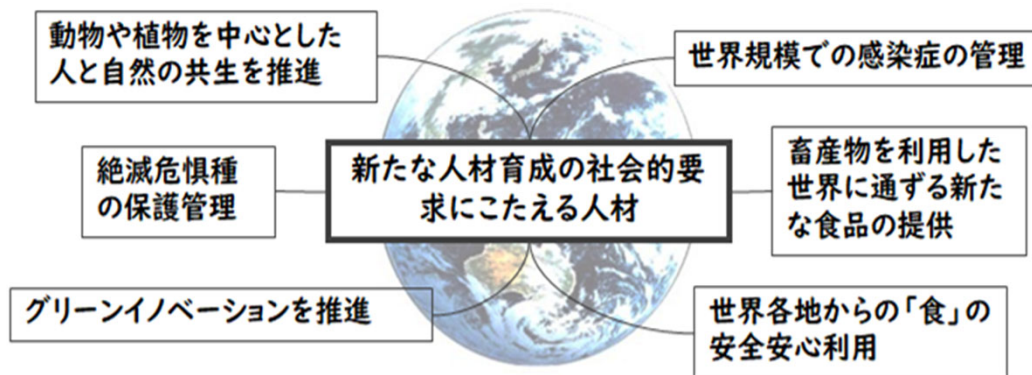 動物や植物を中心とした
人と自然の共生を推進
世界規模での感染症の管理
絶滅危惧種
の保護管理
新たな人材育成の社会的要
求にこたえる人材
畜産物を利用した
世界に通ずる新た
な食品の提供
グリーンイノベーションを推進
世界各地からの「食」の
安全安心利用